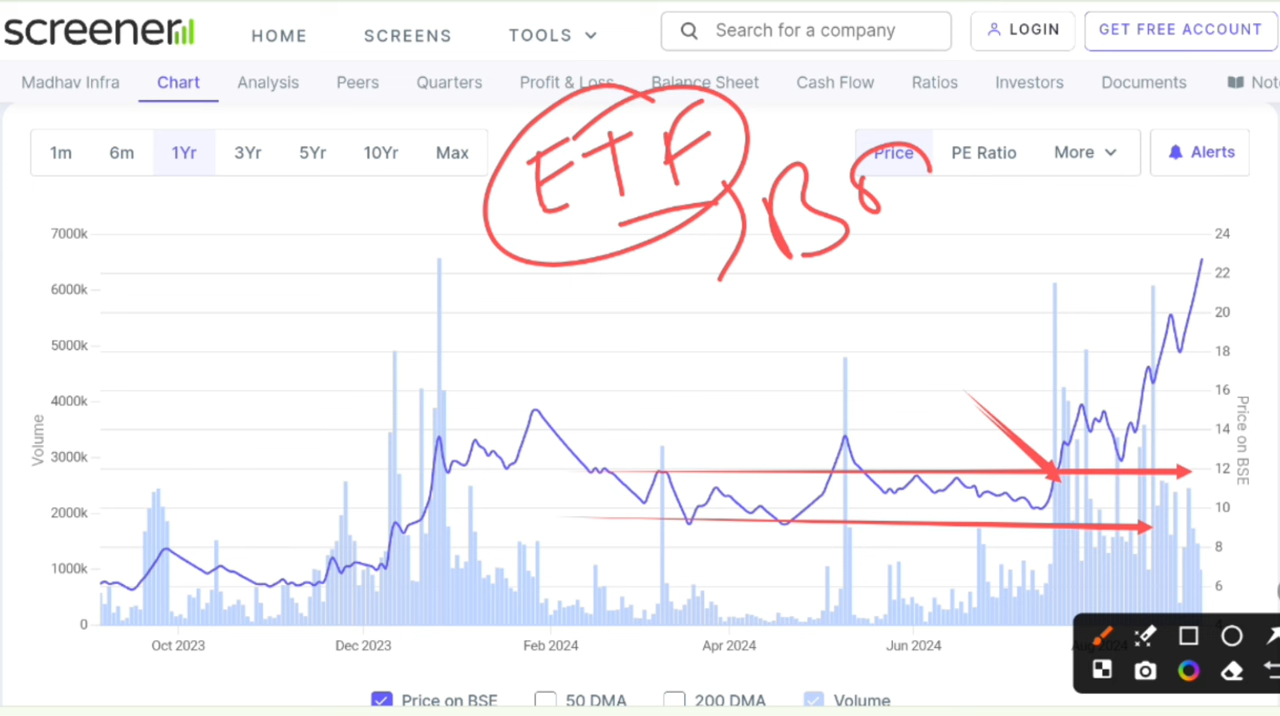 screener HOME SCREENS TOOLS Search for a company LOGIN GET FREE ACCOUNT
Madhav Infra Chart Analysis Peers Quarters Profit & Loss Balance Sheet Cash Flow Ratios Investors Documents Not
1m 6m 1Yr 3Yr 5Yr 10Yr Max Price PE Ratio More Alerts
ETF,
7000k 24
6000k 22
5000k 20
4000k 18
3000k 16
2000k 14
1000k 12
0 10
8
6
4
Volume
Price on BSE
Oct 2023 Dec 2023 Feb 2024 Apr 2024 Jun 2024 Aug 2024
Price on BSE 50 DMA 200 DMA Volume